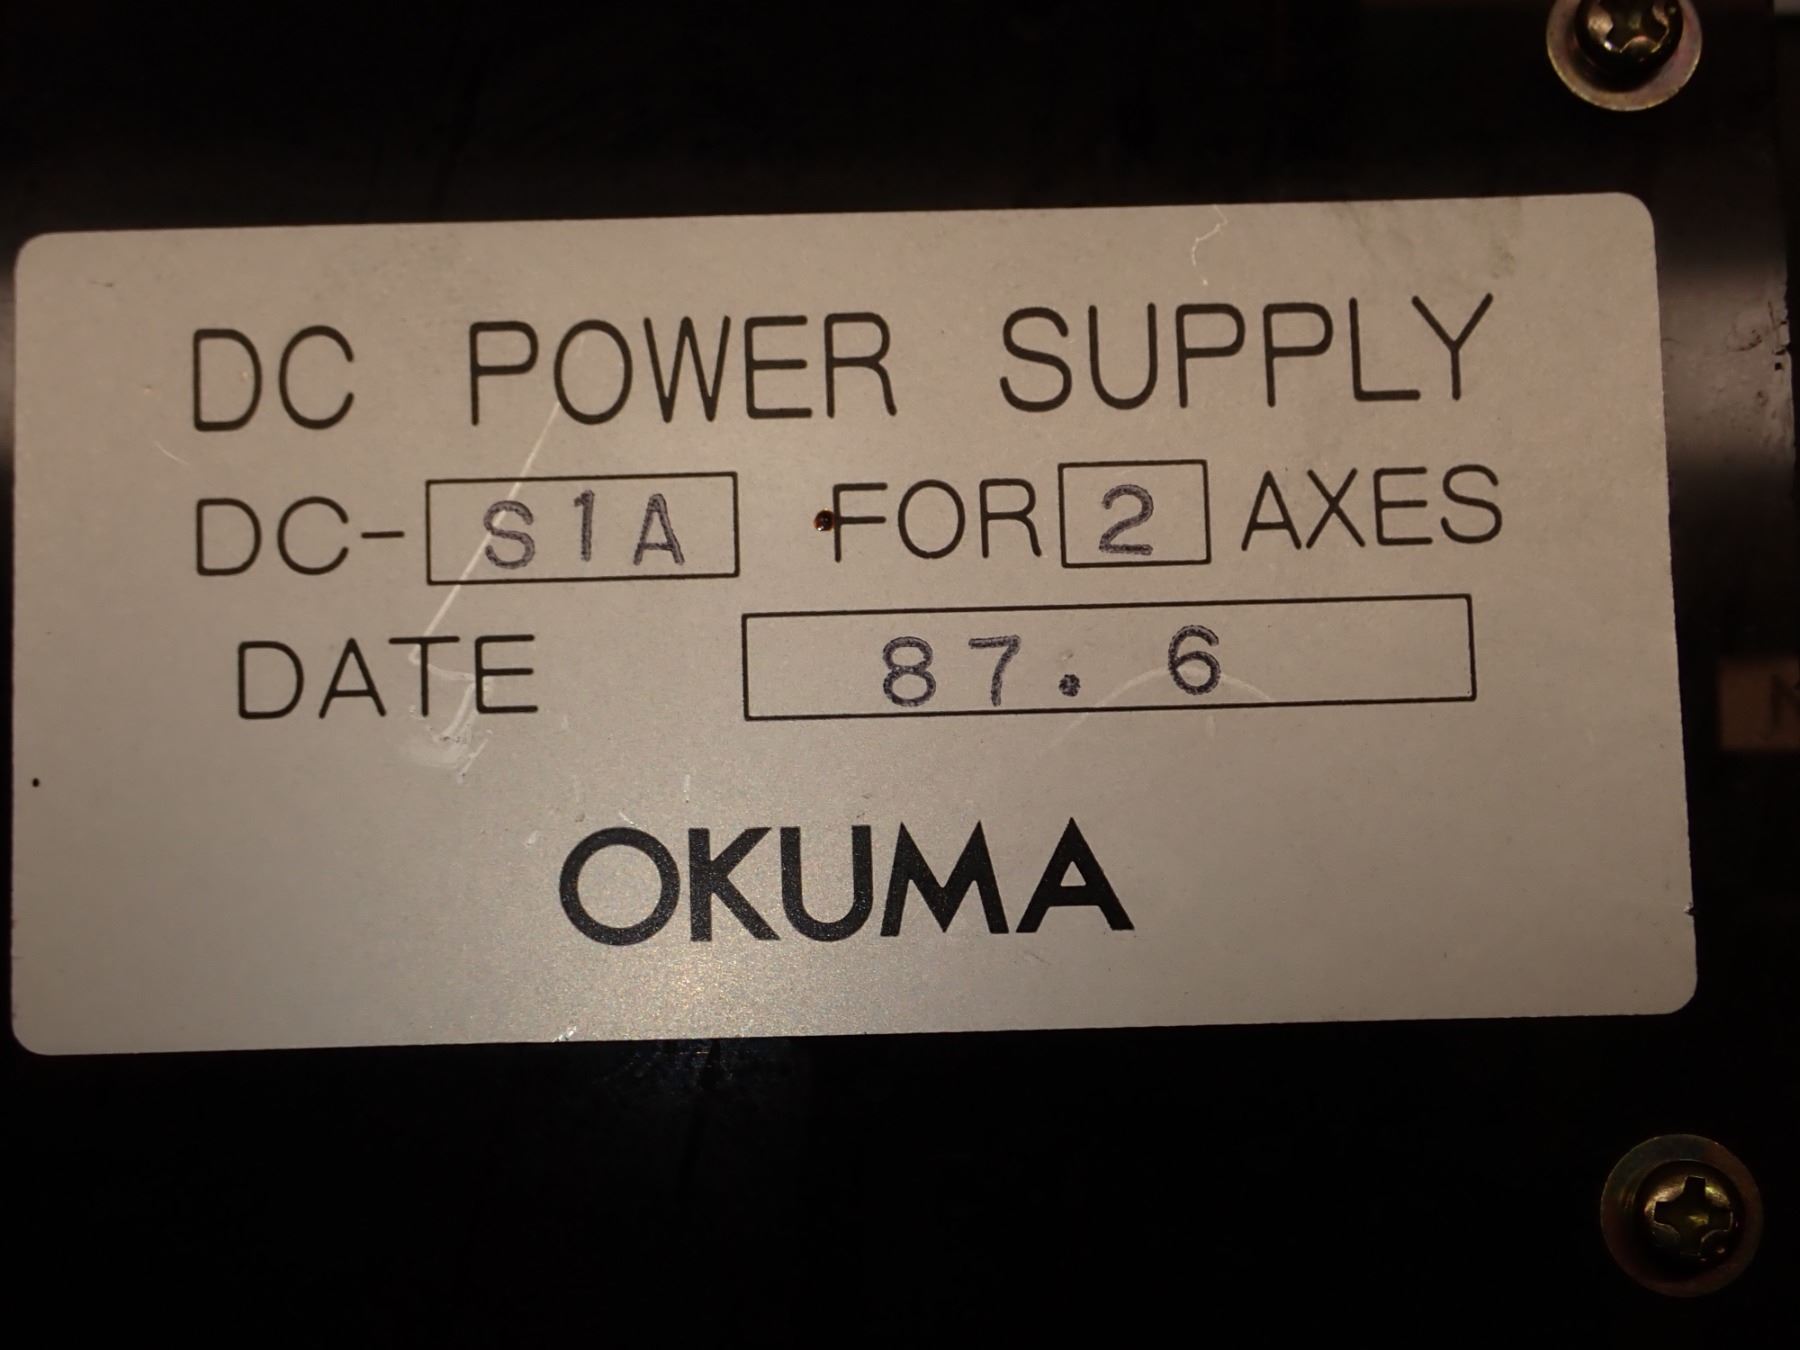 DC POWER SUPPLY
DC-S1A FOR 2 AXES
DATE 87.6
OKUMA